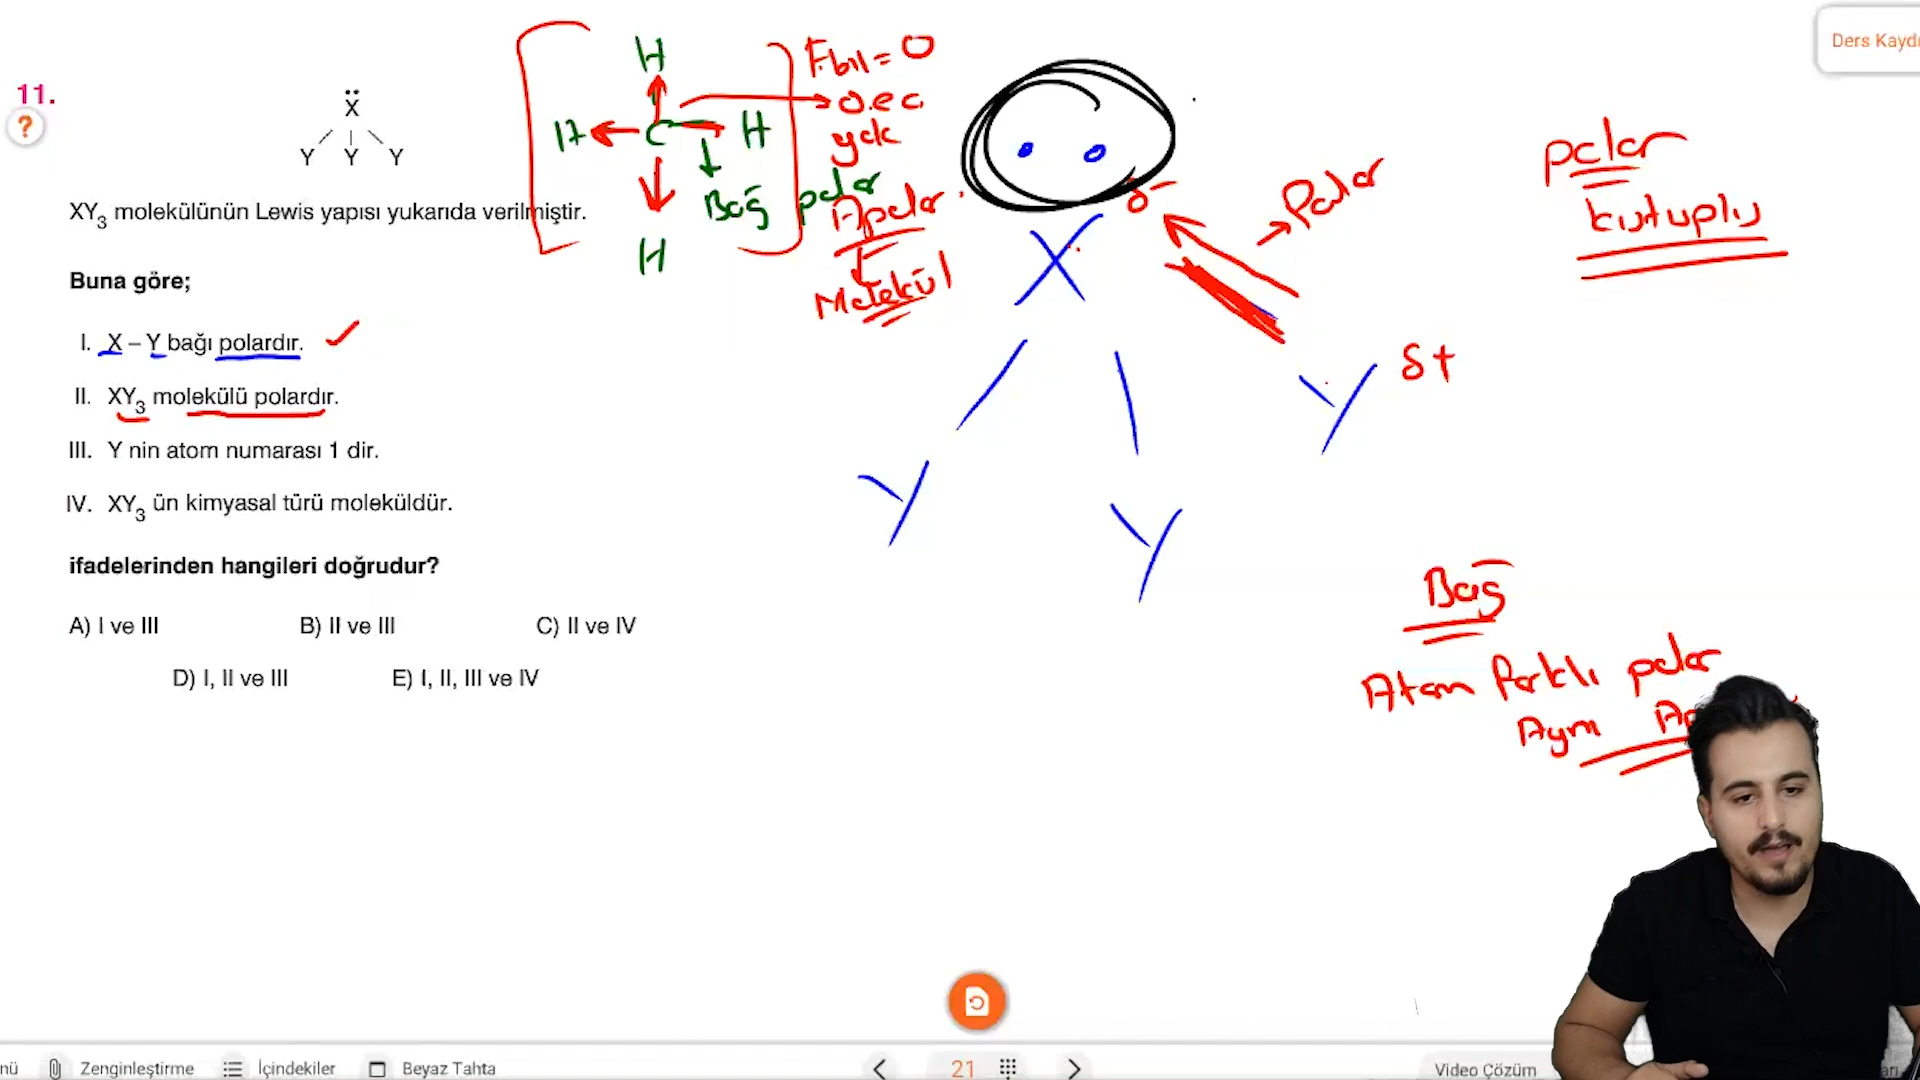 Ders Kaydı
11.
?
X
Y Y Y
XY3 molekülünün Lewis yapısı yukarıda verilmiştir.
Buna göre;
I. X – Y bağı polardır.
II. XY3 molekülü polardır.
III. Y nin atom numarası 1 dir.
IV. XY3 ün kimyasal türü moleküldür.
ifadelerinden hangileri doğrudur?
A) I ve III B) II ve III C) II ve IV
D) I, II ve III E) I, II, III ve IV
H
H C H
H
Bağ polar
F.bil = 0
o.e.ç.
yok
Apolar
Molekül
δ-
Polar
X
Y δ+
Y
Y
polar
kutuplu
Bağ
Atom Farklı polar
Aynı
Zenginleştirme
İçindekiler
Beyaz Tahta
21
Video Çözüm